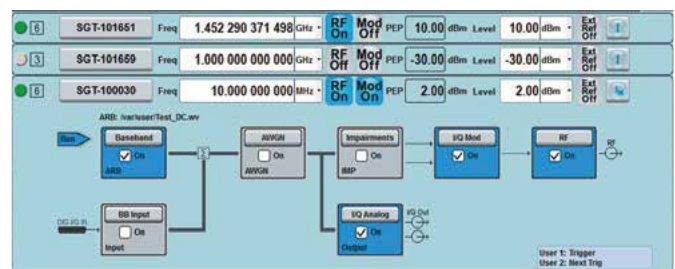 6 SGT-101651 Freq 1.452 290 371 498 GHz RF On Mod Off PEP 10.00 dBm Level 10.00 dBm Ext Ref Off
3 SGT-101659 Freq 1.000 000 000 000 GHz RF Off Mod Off PEP -30.00 dBm Level -30.00 dBm Ext Ref Off
6 SGT-100030 Freq 10.000 000 000 MHz RF On Mod On PEP 2.00 dBm Level 2.00 dBm Ext Ref Off
ARB: /var/user/Test_DC.wv
Baseband AWGN Impairments I/Q Mod RF
On On On On On
RF
ARB AWGN IMP
Σ
BB Input I/Q Analog I/Q Out
DIG I/Q IN
On On
Input Output
User 1: Trigger
User 2: Next Trig